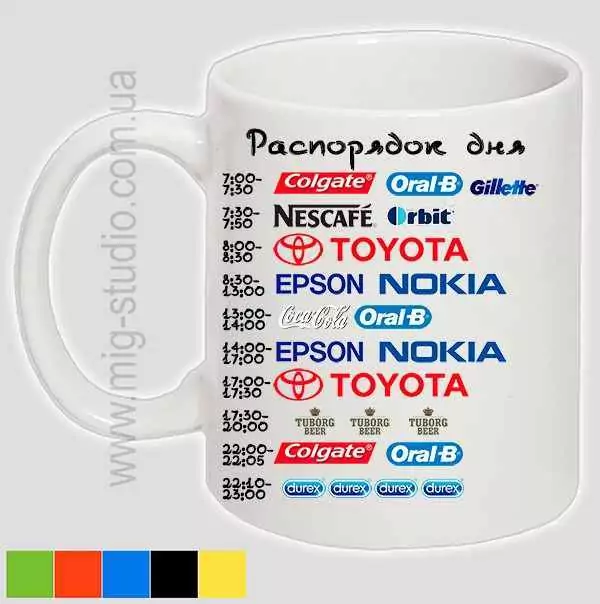 www.mig-studio.com.ua
Распорядок дня
7:00-
7:30
Colgate® Oral-B Gillette®
7:30-
7:50
NESCAFÉ® Orbit
8:00-
8:30
TOYOTA
8:30-
13:00
EPSON NOKIA
13:00-
14:00
Coca-Cola Oral-B
14:00-
17:00
EPSON NOKIA
17:00-
17:30
TOYOTA
17:30-
20:00
TUBORG TUBORG TUBORG
BEER BEER BEER
22:00-
22:05
Colgate® Oral-B
22:10-
23:00
durex durex durex durex